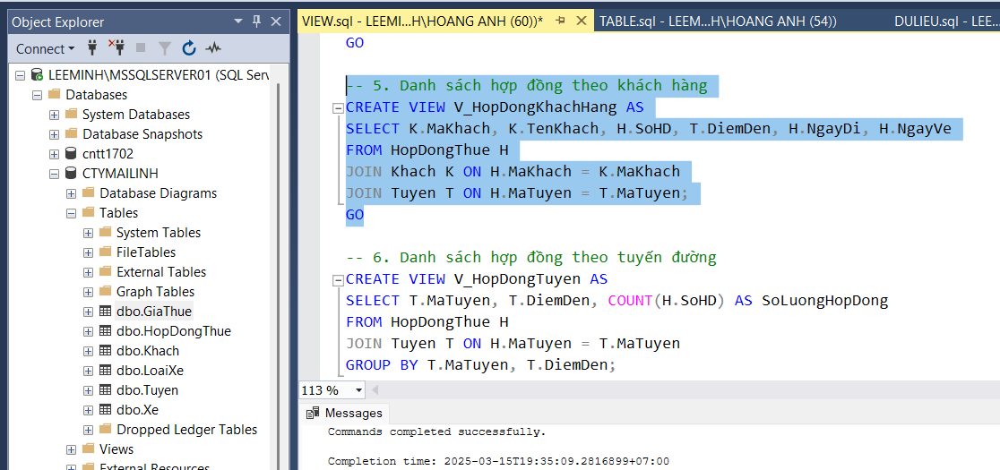 Object Explorer
Connect
LEEMINH\MSSQLSERVER01 (SQL Serv
Databases
System Databases
Database Snapshots
cntt1702
CTYMAILINH
Database Diagrams
Tables
System Tables
FileTables
External Tables
Graph Tables
dbo.GiaThue
dbo.HopDongThue
dbo.Khach
dbo.LoaiXe
dbo.Tuyen
dbo.Xe
Dropped Ledger Tables
Views
External Resources
VIEW.sql - LEEMI...H\HOANG ANH (60))*
TABLE.sql - LEEM...H\HOANG ANH (54))
DULIEU.sql - LEE...
GO
-- 5. Danh sách hợp đồng theo khách hàng
CREATE VIEW V_HopDongKhachHang AS
SELECT K.MaKhach, K.TenKhach, H.SoHD, T.DiemDen, H.NgayDi, H.NgayVe
FROM HopDongThue H
JOIN Khach K ON H.MaKhach = K.MaKhach
JOIN Tuyen T ON H.MaTuyen = T.MaTuyen;
GO
-- 6. Danh sách hợp đồng theo tuyến đường
CREATE VIEW V_HopDongTuyen AS
SELECT T.MaTuyen, T.DiemDen, COUNT(H.SoHD) AS SoLuongHopDong
FROM HopDongThue H
JOIN Tuyen T ON H.MaTuyen = T.MaTuyen
GROUP BY T.MaTuyen, T.DiemDen;
113 %
Messages
Commands completed successfully.
Completion time: 2025-03-15T19:35:09.2816899+07:00